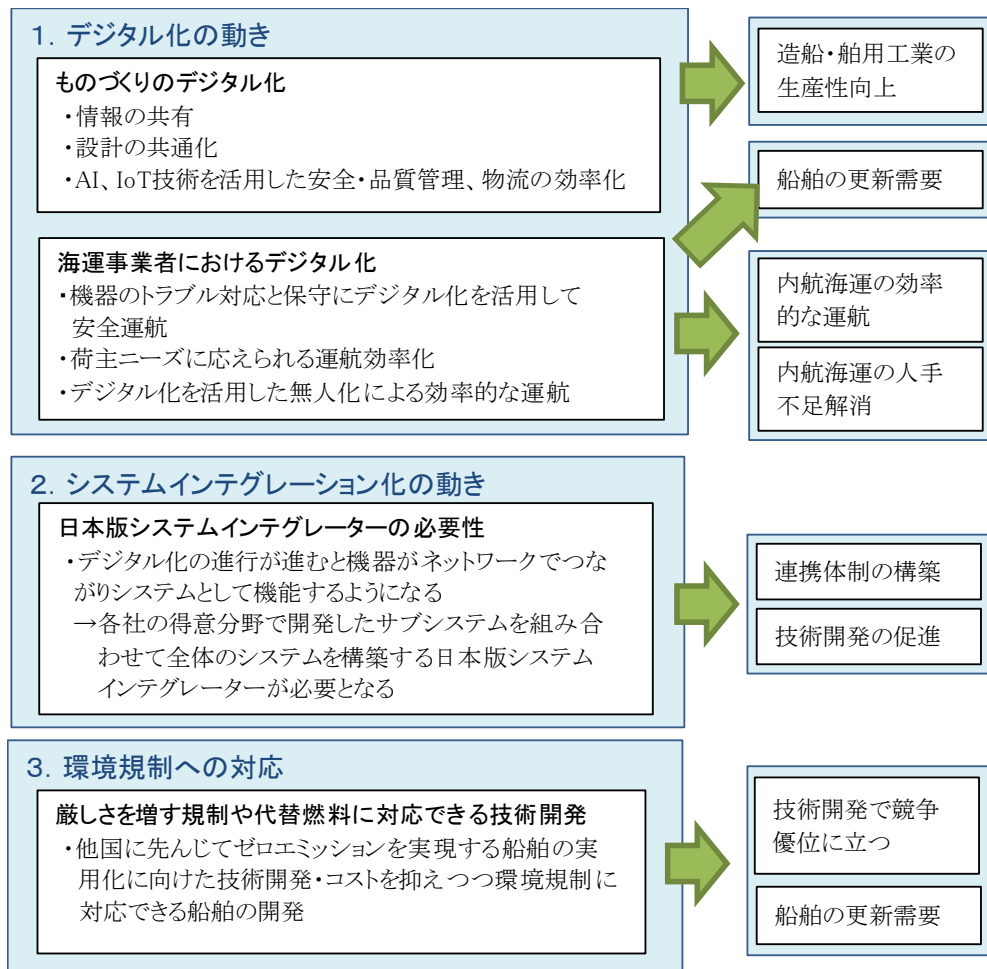 1. デジタル化の動き
ものづくりのデジタル化
・情報の共有
・設計の共通化
・AI、IoT技術を活用した安全・品質管理、物流の効率化
海運事業者におけるデジタル化
・機器のトラブル対応と保守にデジタル化を活用して
安全運航
・荷主ニーズに応えられる運航効率化
・デジタル化を活用した無人化による効率的な運航
造船・舶用工業の
生産性向上
船舶の更新需要
内航海運の効率
的な運航
内航海運の人手
不足解消
2. システムインテグレーション化の動き
日本版システムインテグレーターの必要性
・デジタル化の進行が進むと機器がネットワークでつな
がりシステムとして機能するようになる
→各社の得意分野で開発したサブシステムを組み合
わせて全体のシステムを構築する日本版システム
インテグレーターが必要となる
連携体制の構築
技術開発の促進
3. 環境規制への対応
厳しさを増す規制や代替燃料に対応できる技術開発
・他国に先んじてゼロエミッションを実現する船舶の実
用化に向けた技術開発・コストを抑えつつ環境規制に
対応できる船舶の開発
技術開発で競争
優位に立つ
船舶の更新需要